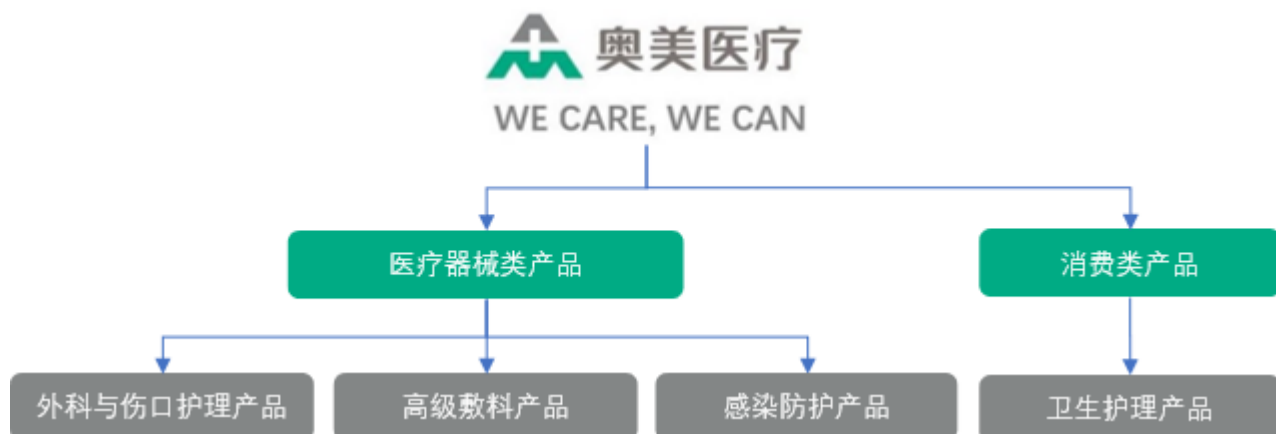 奥美医疗
WE CARE, WE CAN
医疗器械类产品
消费类产品
外科与伤口护理产品
高级敷料产品
感染防护产品
卫生护理产品